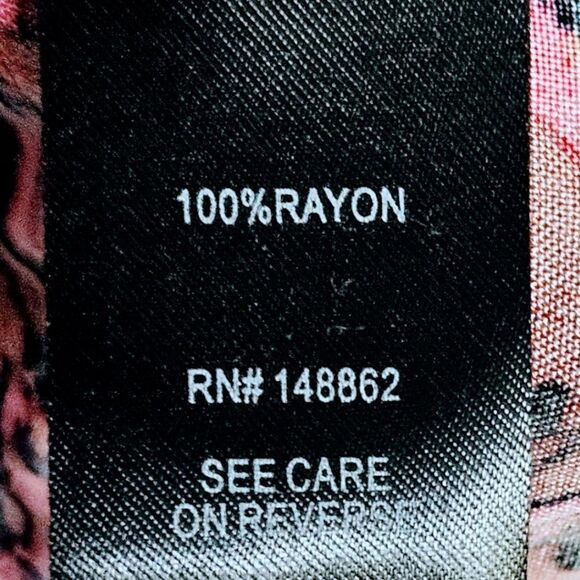 100%RAYON
RN# 148862
SEE CARE
ON REVERSE